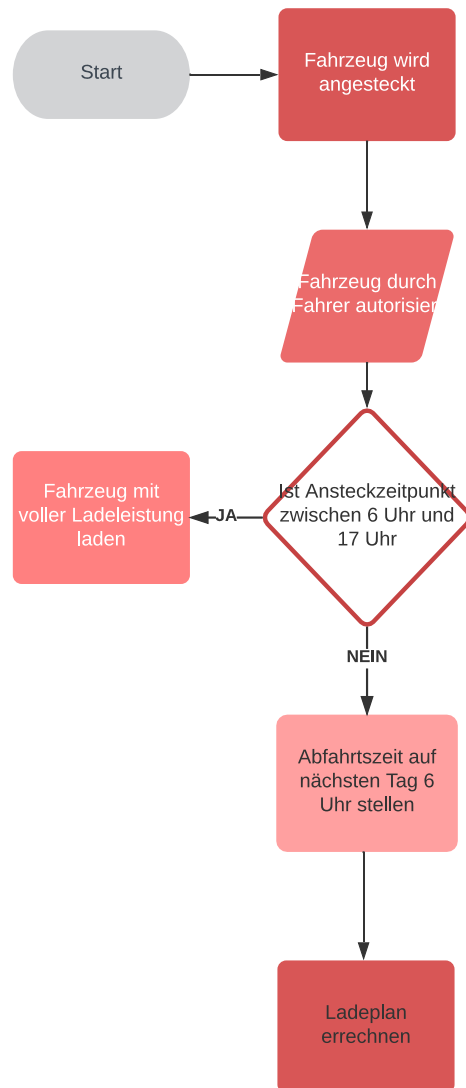 Start
Fahrzeug wird
angesteckt
Fahrzeug durch
Fahrer autorisier
Ist Ansteckzeitpunkt
zwischen 6 Uhr und
17 Uhr
JA
Fahrzeug mit
voller Ladeleistung
laden
NEIN
Abfahrtszeit auf
nächsten Tag 6
Uhr stellen
Ladeplan
errechnen